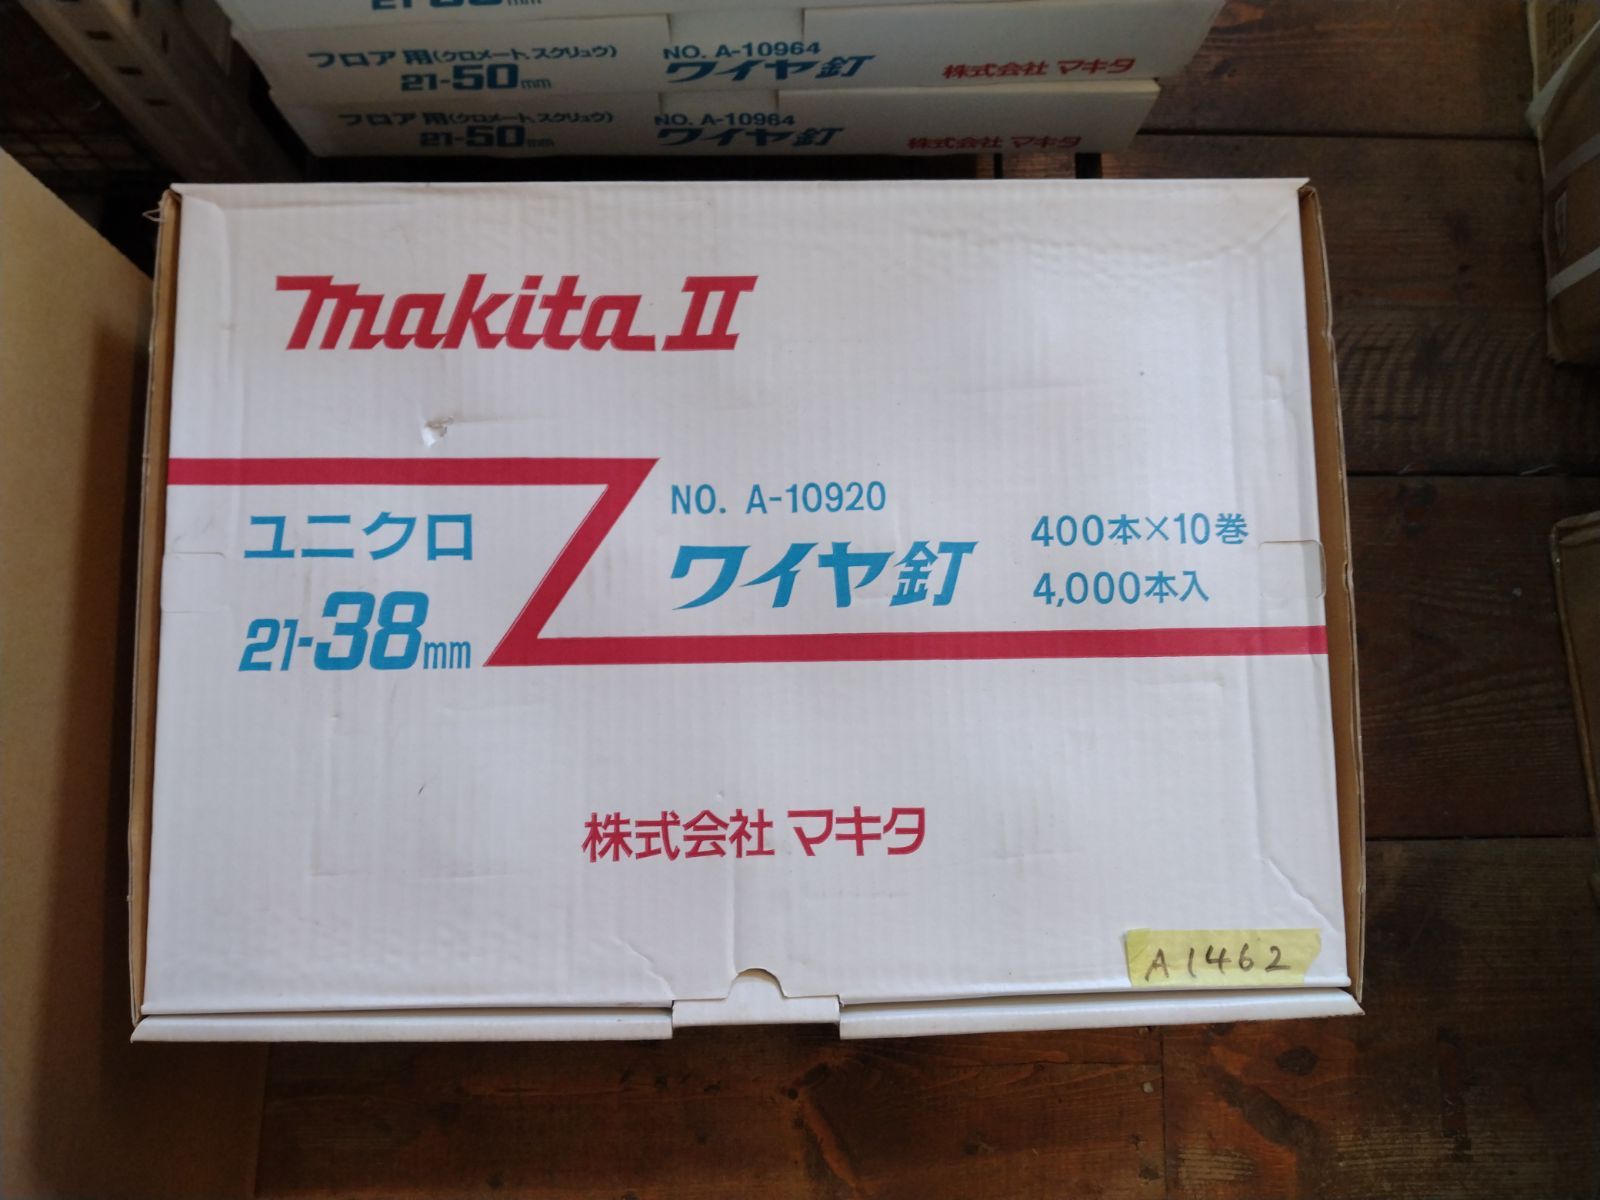 21-38mm
フロア用(クロメート、スクリュウ)
NO. A-10964
21-50mm
ワイヤ釘
株式会社 マキタ
フロア用(クロメート、スクリュウ)
NO. A-10964
21-50mm
ワイヤ釘
株式会社 マキタ
makita II
ユニクロ
21-38mm
NO. A-10920
ワイヤ釘
400本×10巻
4,000本入
株式会社 マキタ
A1462